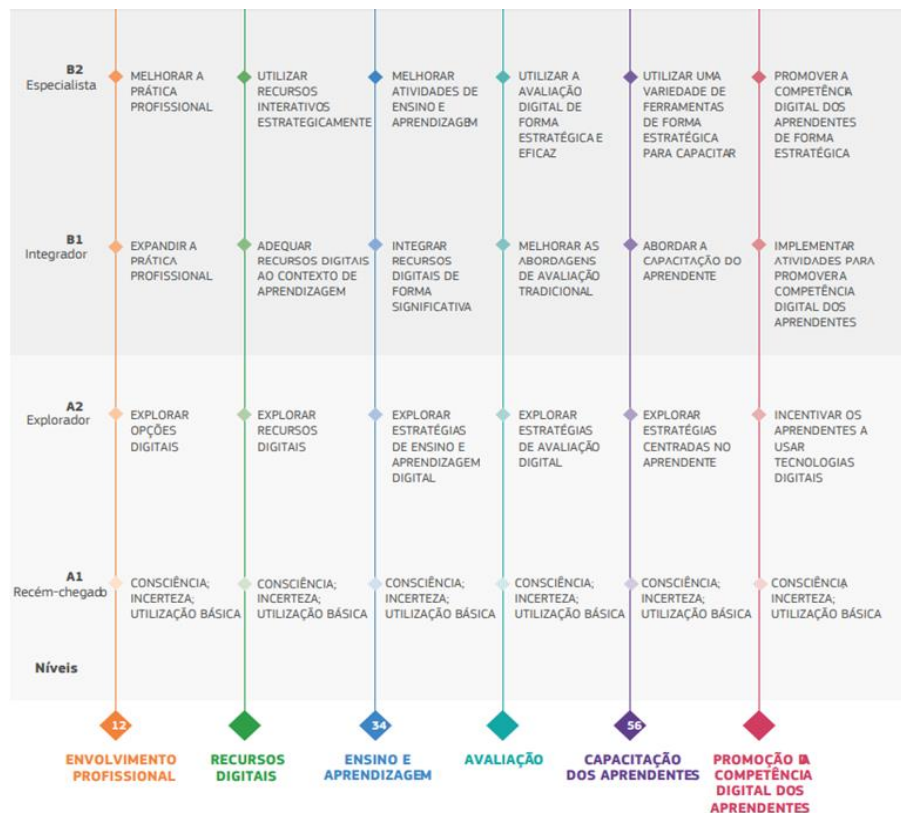 B2
Especialista
MELHORAR A
PRÁTICA
PROFISSIONAL
UTILIZAR
RECURSOS
INTERATIVOS
ESTRATEGICAMENTE
MELHORAR
ATIVIDADES DE
ENSINO E
APRENDIZAGEM
UTILIZAR A
AVALIAÇÃO
DIGITAL DE
FORMA
ESTRATÉGICA E
EFICAZ
UTILIZAR UMA
VARIEDADE DE
FERRAMENTAS
DE FORMA
ESTRATÉGICA
PARA CAPACITAR
PROMOVER A
COMPETÊNCIA
DIGITAL DOS
APRENDENTES
DE FORMA
ESTRATÉGICA
B1
Integrador
EXPANDIR A
PRÁTICA
PROFISSIONAL
ADEQUAR
RECURSOS DIGITAIS
AO CONTEXTO DE
APRENDIZAGEM
INTEGRAR
RECURSOS
DIGITAIS DE
FORMA
SIGNIFICATIVA
MELHORAR AS
ABORDAGENS
DE AVALIAÇÃO
TRADICIONAL
ABORDAR A
CAPACITAÇÃO DO
APRENDENTE
IMPLEMENTAR
ATIVIDADES PARA
PROMOVER A
COMPETÊNCIA
DIGITAL DOS
APRENDENTES
A2
Explorador
EXPLORAR
OPÇÕES
DIGITAIS
EXPLORAR
RECURSOS
DIGITAIS
EXPLORAR
ESTRATÉGIAS
DE ENSINO E
APRENDIZAGEM
DIGITAL
EXPLORAR
ESTRATÉGIAS
DE AVALIAÇÃO
DIGITAL
EXPLORAR
ESTRATÉGIAS
CENTRADAS NO
APRENDENTE
INCENTIVAR OS
APRENDENTES A
USAR
TECNOLOGIAS
DIGITAIS
A1
Recém-chegado
CONSCIÊNCIA;
INCERTEZA;
UTILIZAÇÃO BÁSICA
CONSCIÊNCIA;
INCERTEZA;
UTILIZAÇÃO BÁSICA
CONSCIÊNCIA;
INCERTEZA;
UTILIZAÇÃO BÁSICA
CONSCIÊNCIA;
INCERTEZA;
UTILIZAÇÃO BÁSICA
CONSCIÊNCIA;
INCERTEZA;
UTILIZAÇÃO BÁSICA
CONSCIÊNCIA;
INCERTEZA;
UTILIZAÇÃO BÁSICA
Níveis
12
34
56
ENVOLVIMENTO
PROFISSIONAL
RECURSOS
DIGITAIS
ENSINO E
APRENDIZAGEM
AVALIAÇÃO
CAPACITAÇÃO
DOS APRENDENTES
PROMOÇÃO DA
COMPETÊNCIA
DIGITAL DOS
APRENDENTES